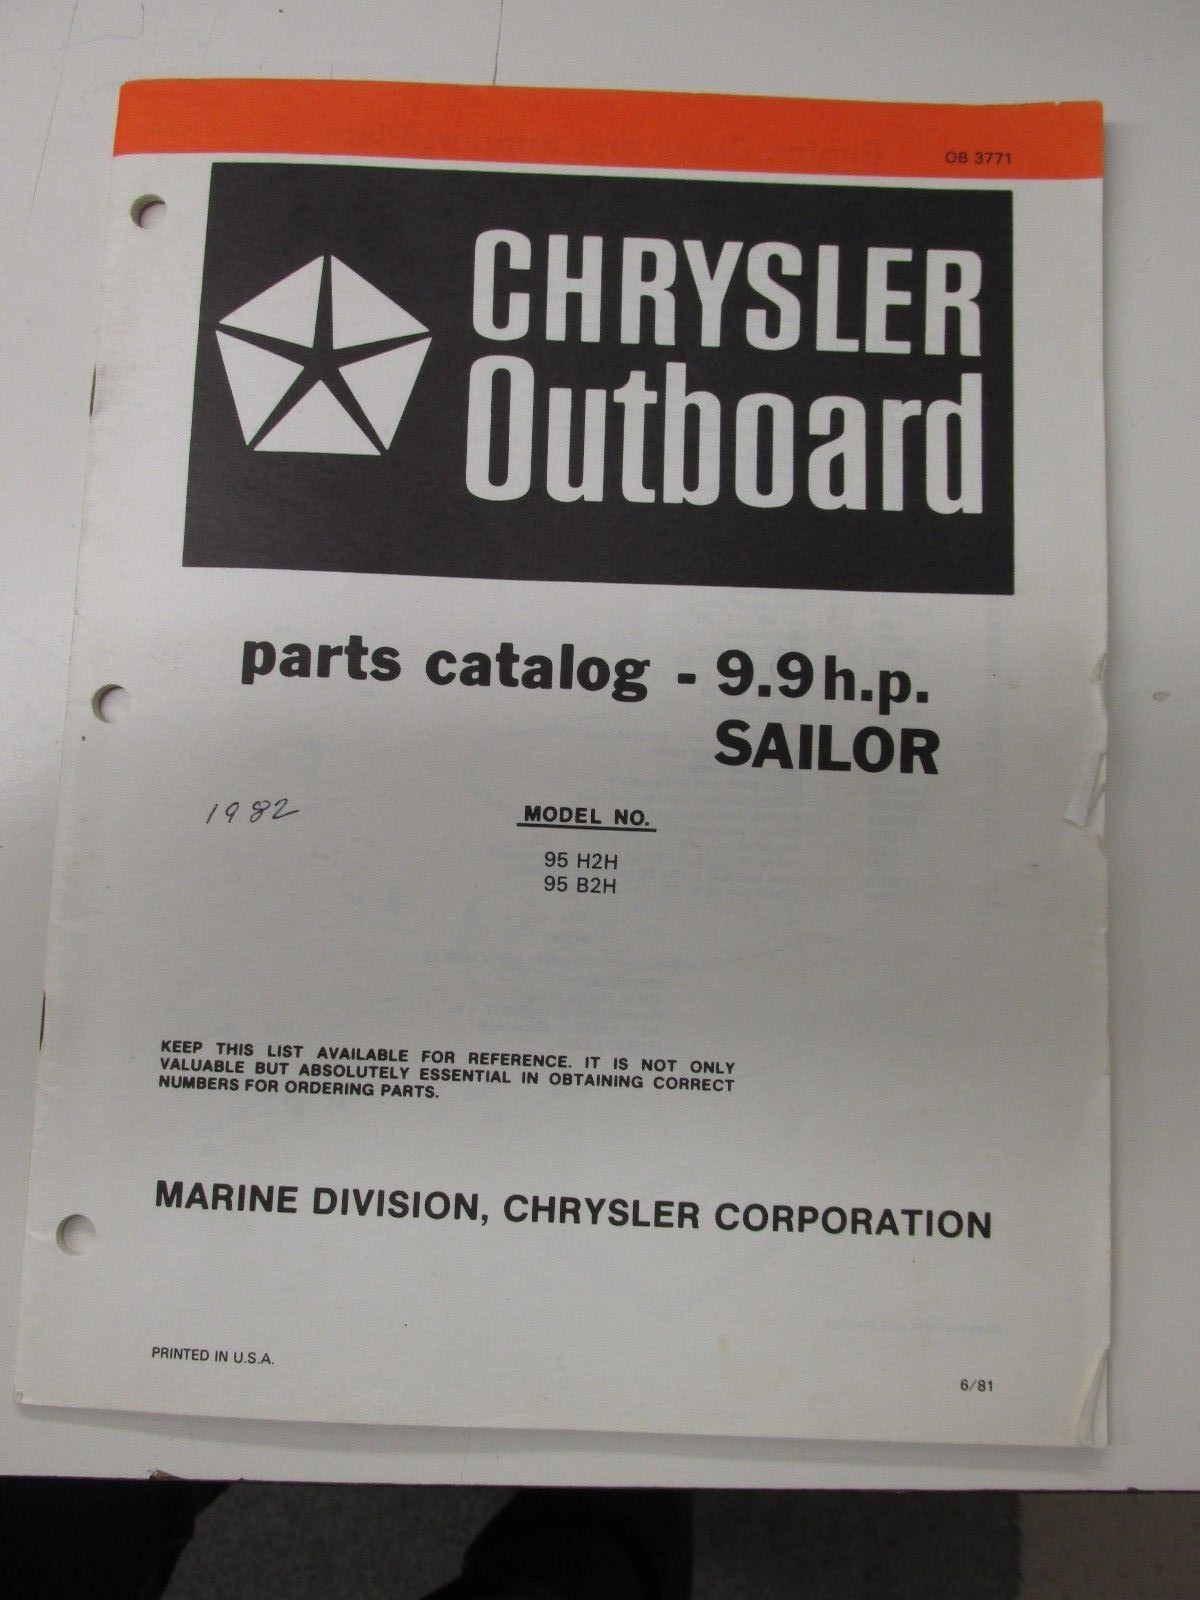 OB 3771
CHRYSLER
Outboard
parts catalog - 9.9 h.p.
SAILOR
1982
MODEL NO.
95 H2H
95 B2H
KEEP THIS LIST AVAILABLE FOR REFERENCE. IT IS NOT ONLY
VALUABLE BUT ABSOLUTELY ESSENTIAL IN OBTAINING CORRECT
NUMBERS FOR ORDERING PARTS.
MARINE DIVISION, CHRYSLER CORPORATION
PRINTED IN U.S.A.
6/81